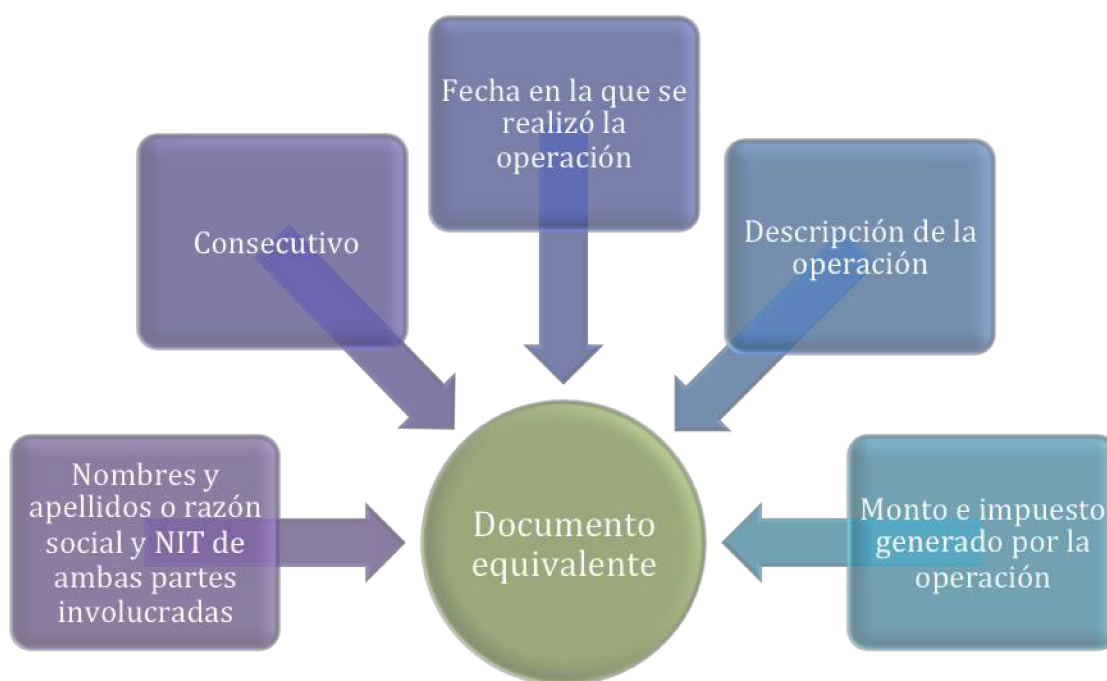 Nombres y
apellidos o razón
social y NIT de
ambas partes
involucradas
Consecutivo
Fecha en la que se
realizó la
operación
Descripción de la
operación
Monto e impuesto
generado por la
operación
Documento
equivalente